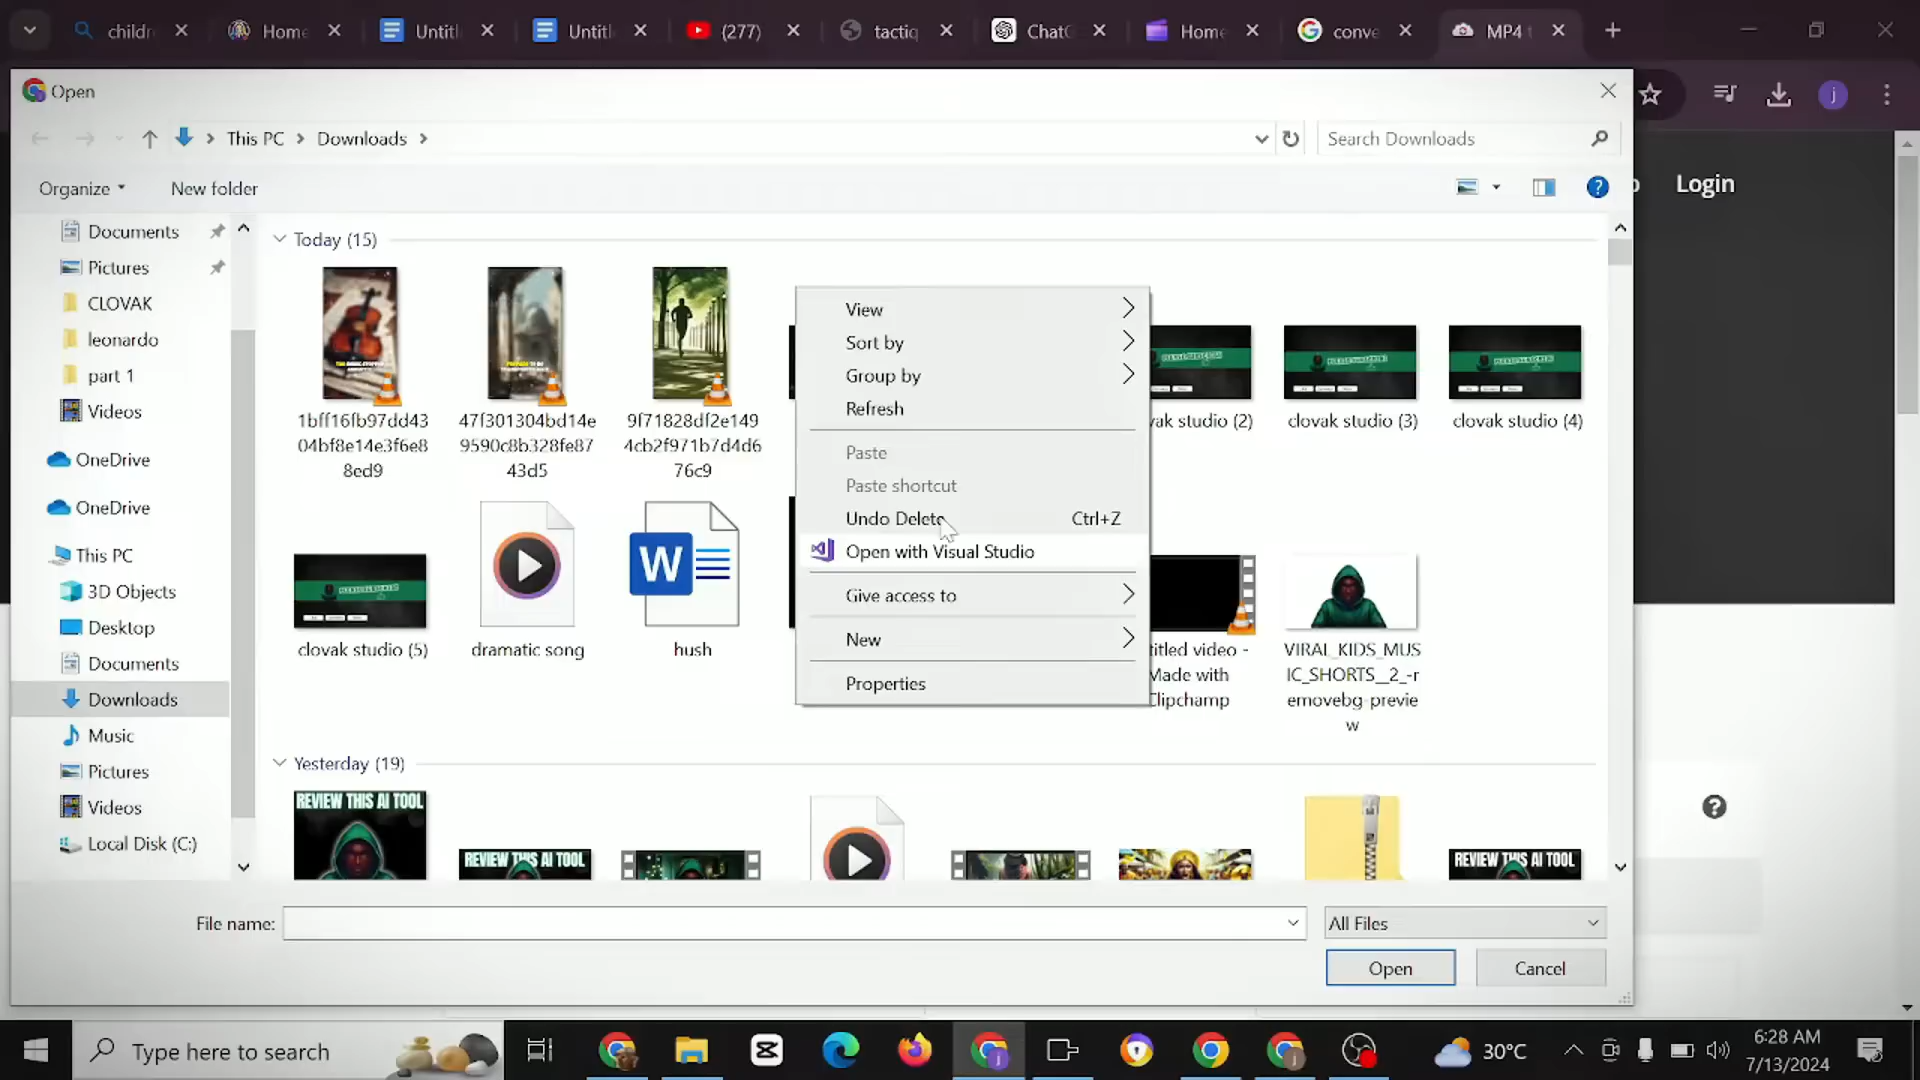 childr
Home
Untitl
Untitl
(277)
tactiq
ChatG
Home
conve
MP4 t
Open
This PC
Downloads
Search Downloads
Organize
New folder
Login
j
Documents
Pictures
CLOVAK
leonardo
part 1
Videos
OneDrive
OneDrive
This PC
3D Objects
Desktop
Documents
Downloads
Music
Pictures
Videos
Local Disk (C:)
Today (15)
1bff16fb97dd43
04bf8e14e3f6e8
8ed9
47f301304bd14e
9590c8b328fe87
43d5
9f71828df2e149
4cb2f971b7d4d6
76c9
vak studio (2)
clovak studio (3)
clovak studio (4)
View
Sort by
Group by
Refresh
Paste
Paste shortcut
Undo Delete
Ctrl+Z
Open with Visual Studio
Give access to
New
Properties
clovak studio (5)
dramatic song
W
hush
titled video -
Made with
Clipchamp
VIRAL_KIDS_MUS
IC_SHORTS__2_-r
emovebg-previe
w
Yesterday (19)
REVIEW THIS AI TOOL
REVIEW THIS AI TOOL
REVIEW THIS AI TOOL
File name:
All Files
Open
Cancel
Type here to search
30°C
6:28 AM
7/13/2024